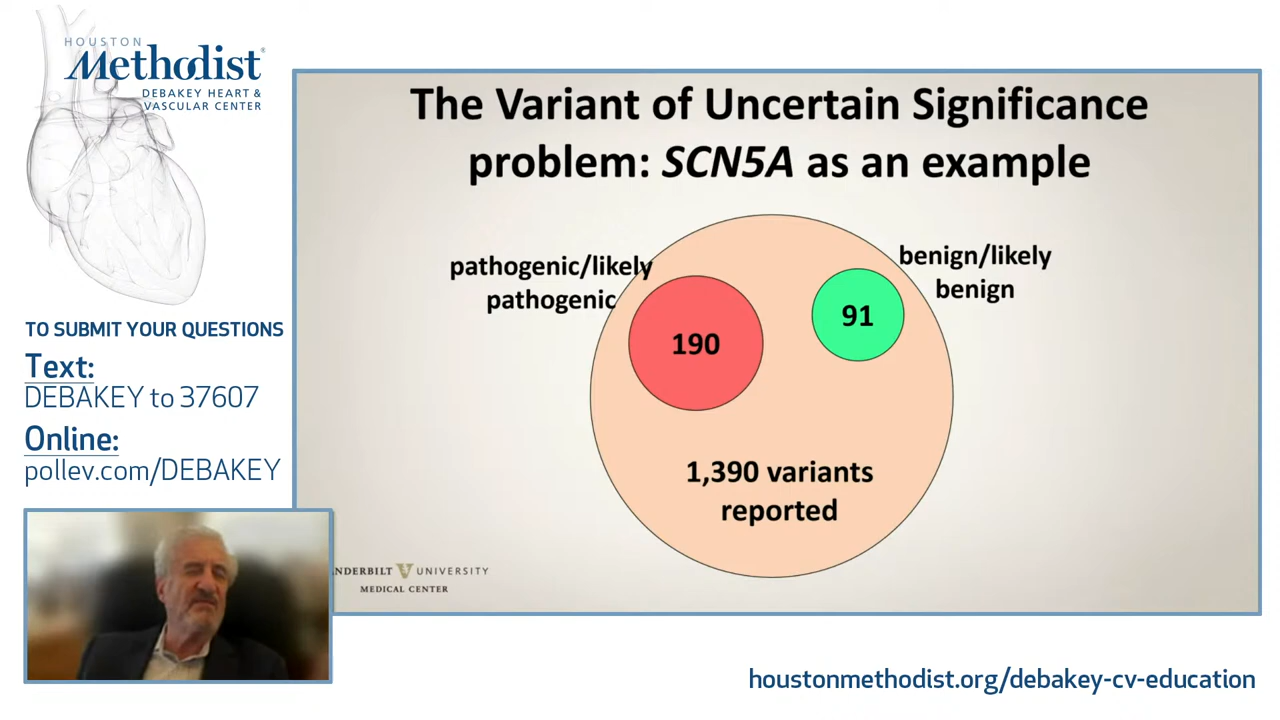 HOUSTON
Methodist
DEBAKEY HEART &
VASCULAR CENTER
TO SUBMIT YOUR QUESTIONS
Text:
DEBAKEY to 37607
Online:
pollev.com/DEBAKEY
The Variant of Uncertain Significance
problem: SCN5A as an example
pathogenic/likely
pathogenic
190
benign/likely
benign
91
1,390 variants
reported
NDERBILT UNIVERSITY
MEDICAL CENTER
houstonmethodist.org/debakey-cv-education